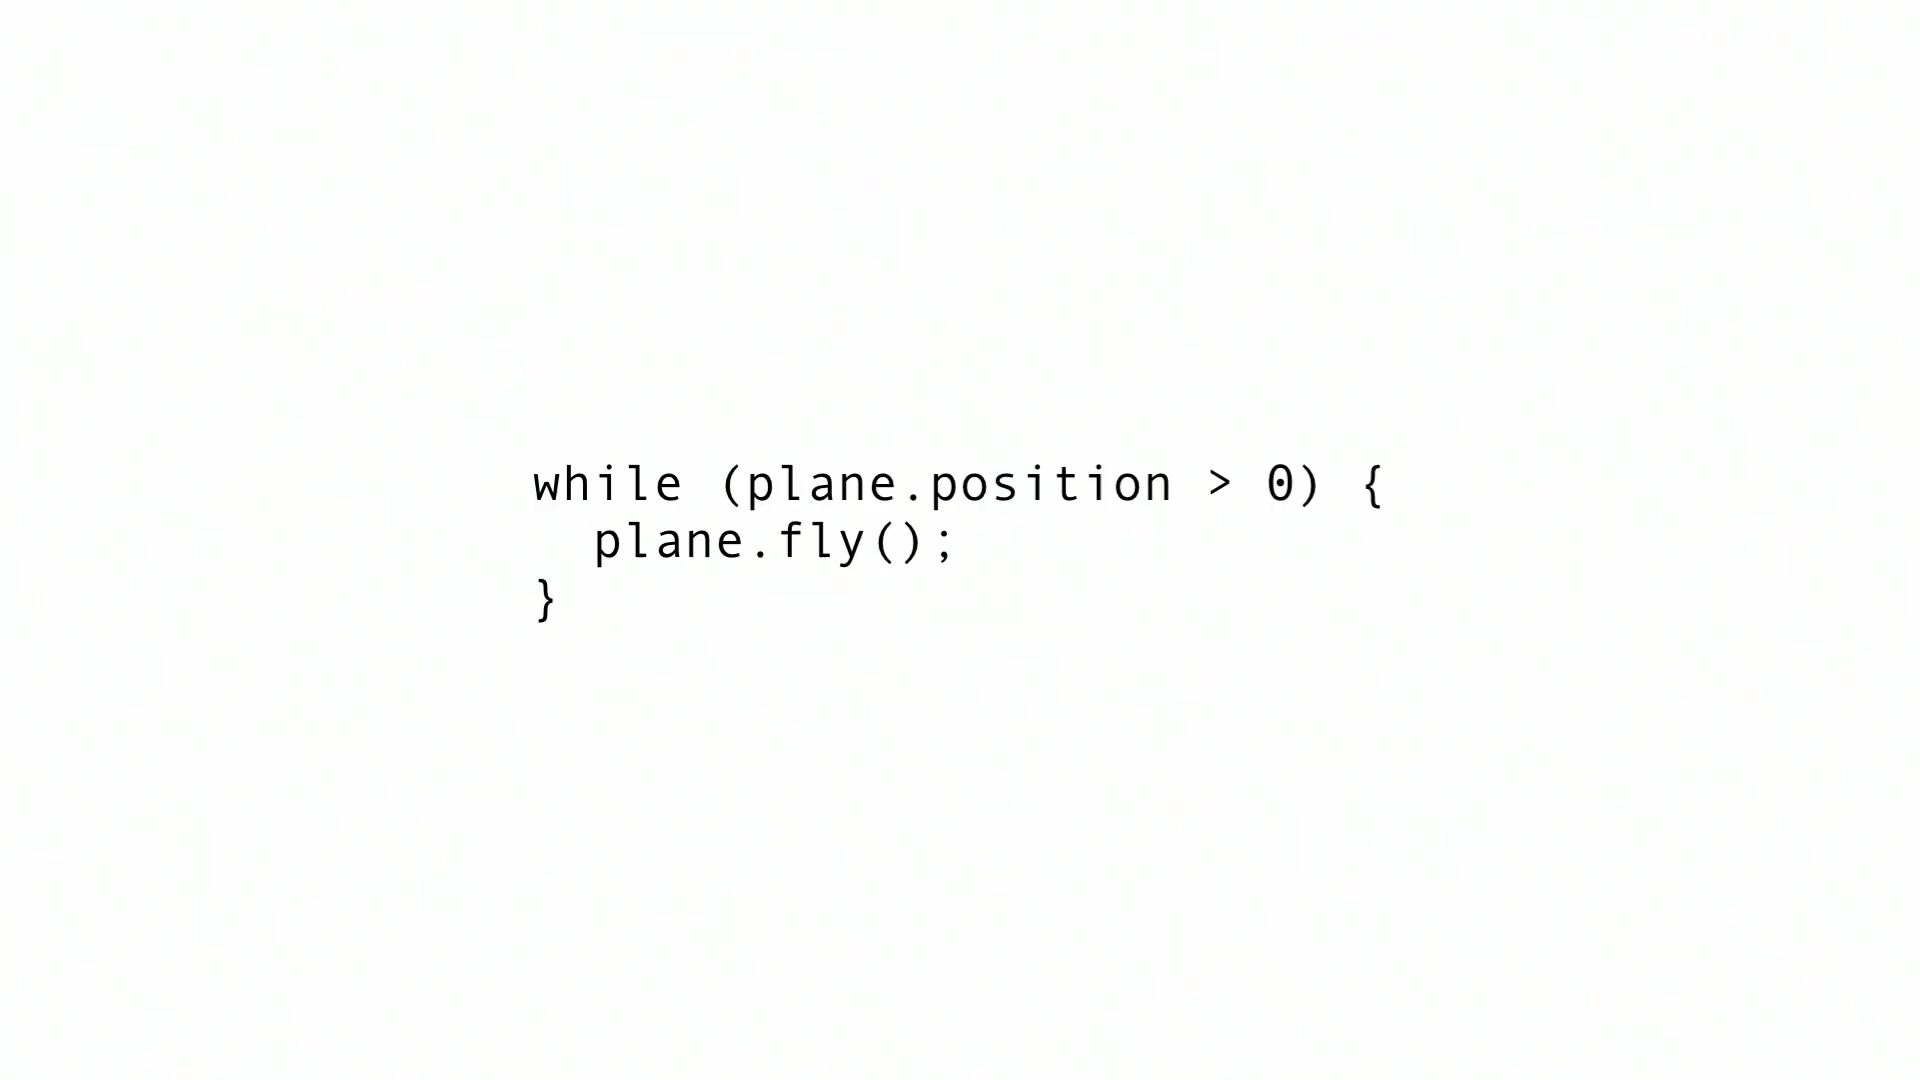 while (plane.position > 0) {
  plane.fly();
}